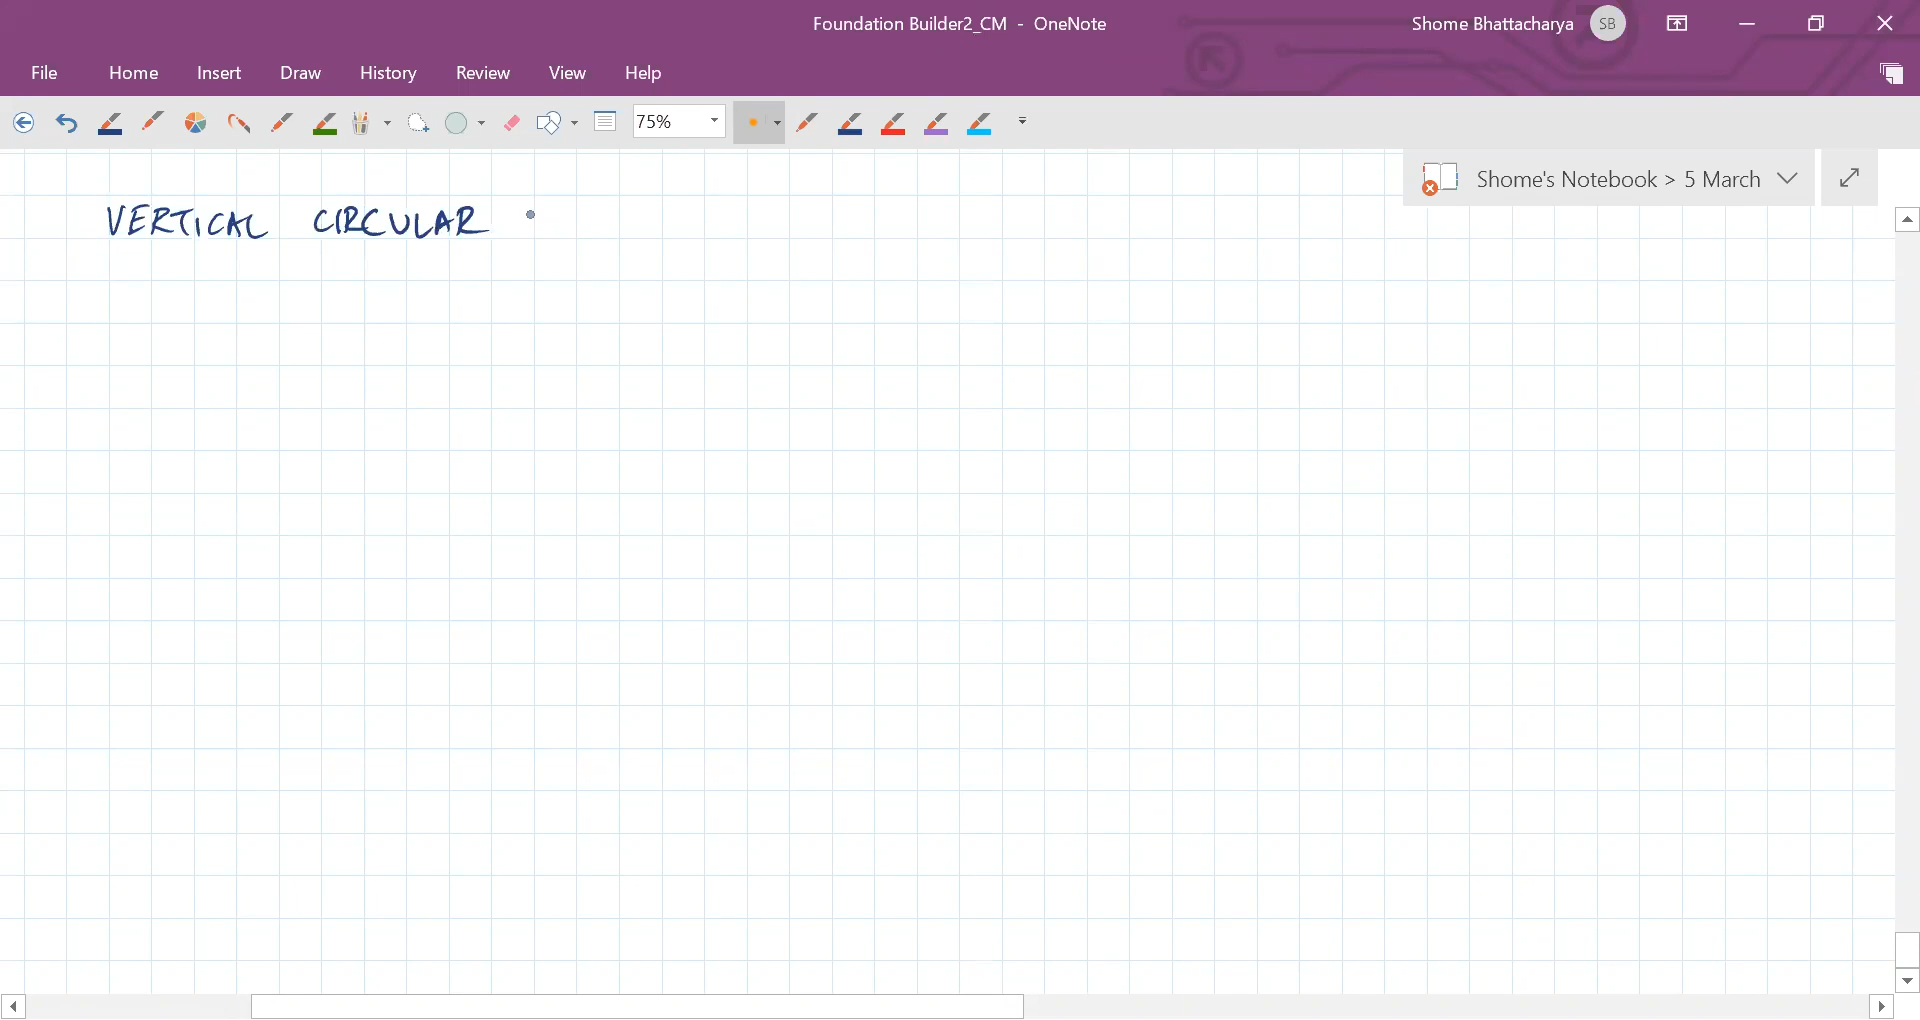 Foundation Builder2_CM - OneNote
Shome Bhattacharya SB
File Home Insert Draw History Review View Help
75%
Shome's Notebook > 5 March
VERTICAL CIRCULAR